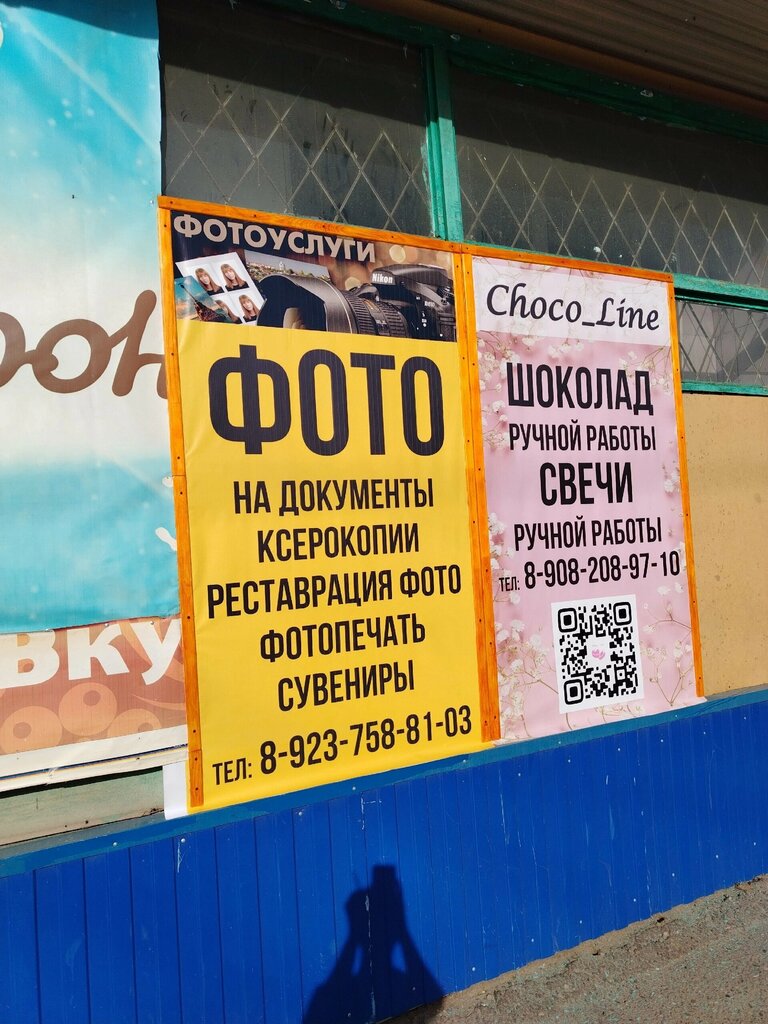 ФОТОУСЛУГИ
Nikon
ФОТО
НА ДОКУМЕНТЫ
КСЕРОКОПИИ
РЕСТАВРАЦИЯ ФОТО
ФОТОПЕЧАТЬ
СУВЕНИРЫ
ТЕЛ: 8-923-758-81-03
Choco_Line
ШОКОЛАД
РУЧНОЙ РАБОТЫ
СВЕЧИ
РУЧНОЙ РАБОТЫ
ТЕЛ: 8-908-208-97-10